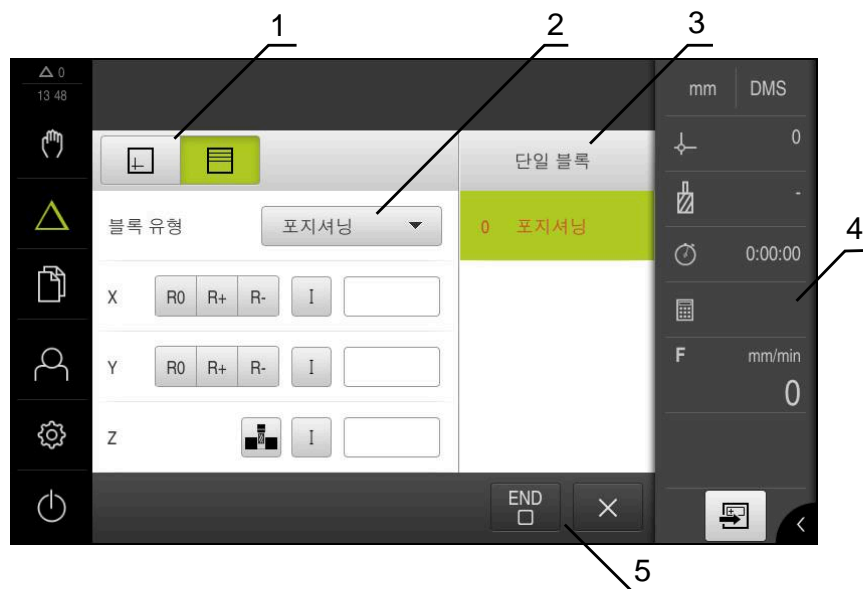 1
2
3
△ 0
13 48
mm DMS
0
단일 블록
-
블록 유형 포지셔닝
0 포지셔닝
4
0:00:00
X R0 R+ R- I
F mm/min
0
Y R0 R+ R- I
Z I
END
5